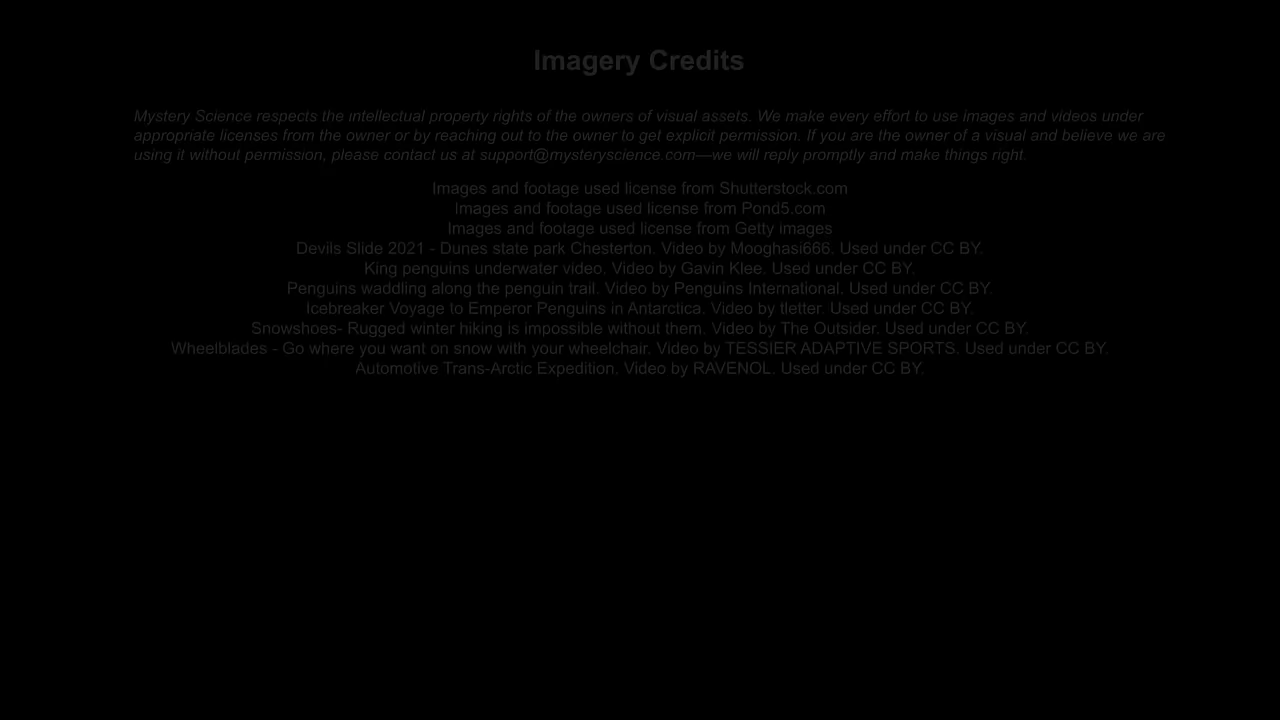 Imagery Credits
Mystery Science respects the intellectual property rights of the owners of visual assets. We make every effort to use images and videos under
appropriate licenses from the owner or by reaching out to the owner to get explicit permission. If you are the owner of a visual and believe we are
using it without permission, please contact us at support@mysteryscience.com—we will reply promptly and make things right.
Images and footage used license from Shutterstock.com
Images and footage used license from Pond5.com
Images and footage used license from Getty images
Devils Slide 2021 - Dunes state park Chesterton. Video by Mooghasi666. Used under CC BY.
King penguins underwater video. Video by Gavin Klee. Used under CC BY.
Penguins waddling along the penguin trail. Video by Penguins International. Used under CC BY.
Icebreaker Voyage to Emperor Penguins in Antarctica. Video by tletter. Used under CC BY.
Snowshoes- Rugged winter hiking is impossible without them. Video by The Outsider. Used under CC BY.
Wheelblades - Go where you want on snow with your wheelchair. Video by TESSIER ADAPTIVE SPORTS. Used under CC BY.
Automotive Trans-Arctic Expedition. Video by RAVENOL. Used under CC BY.